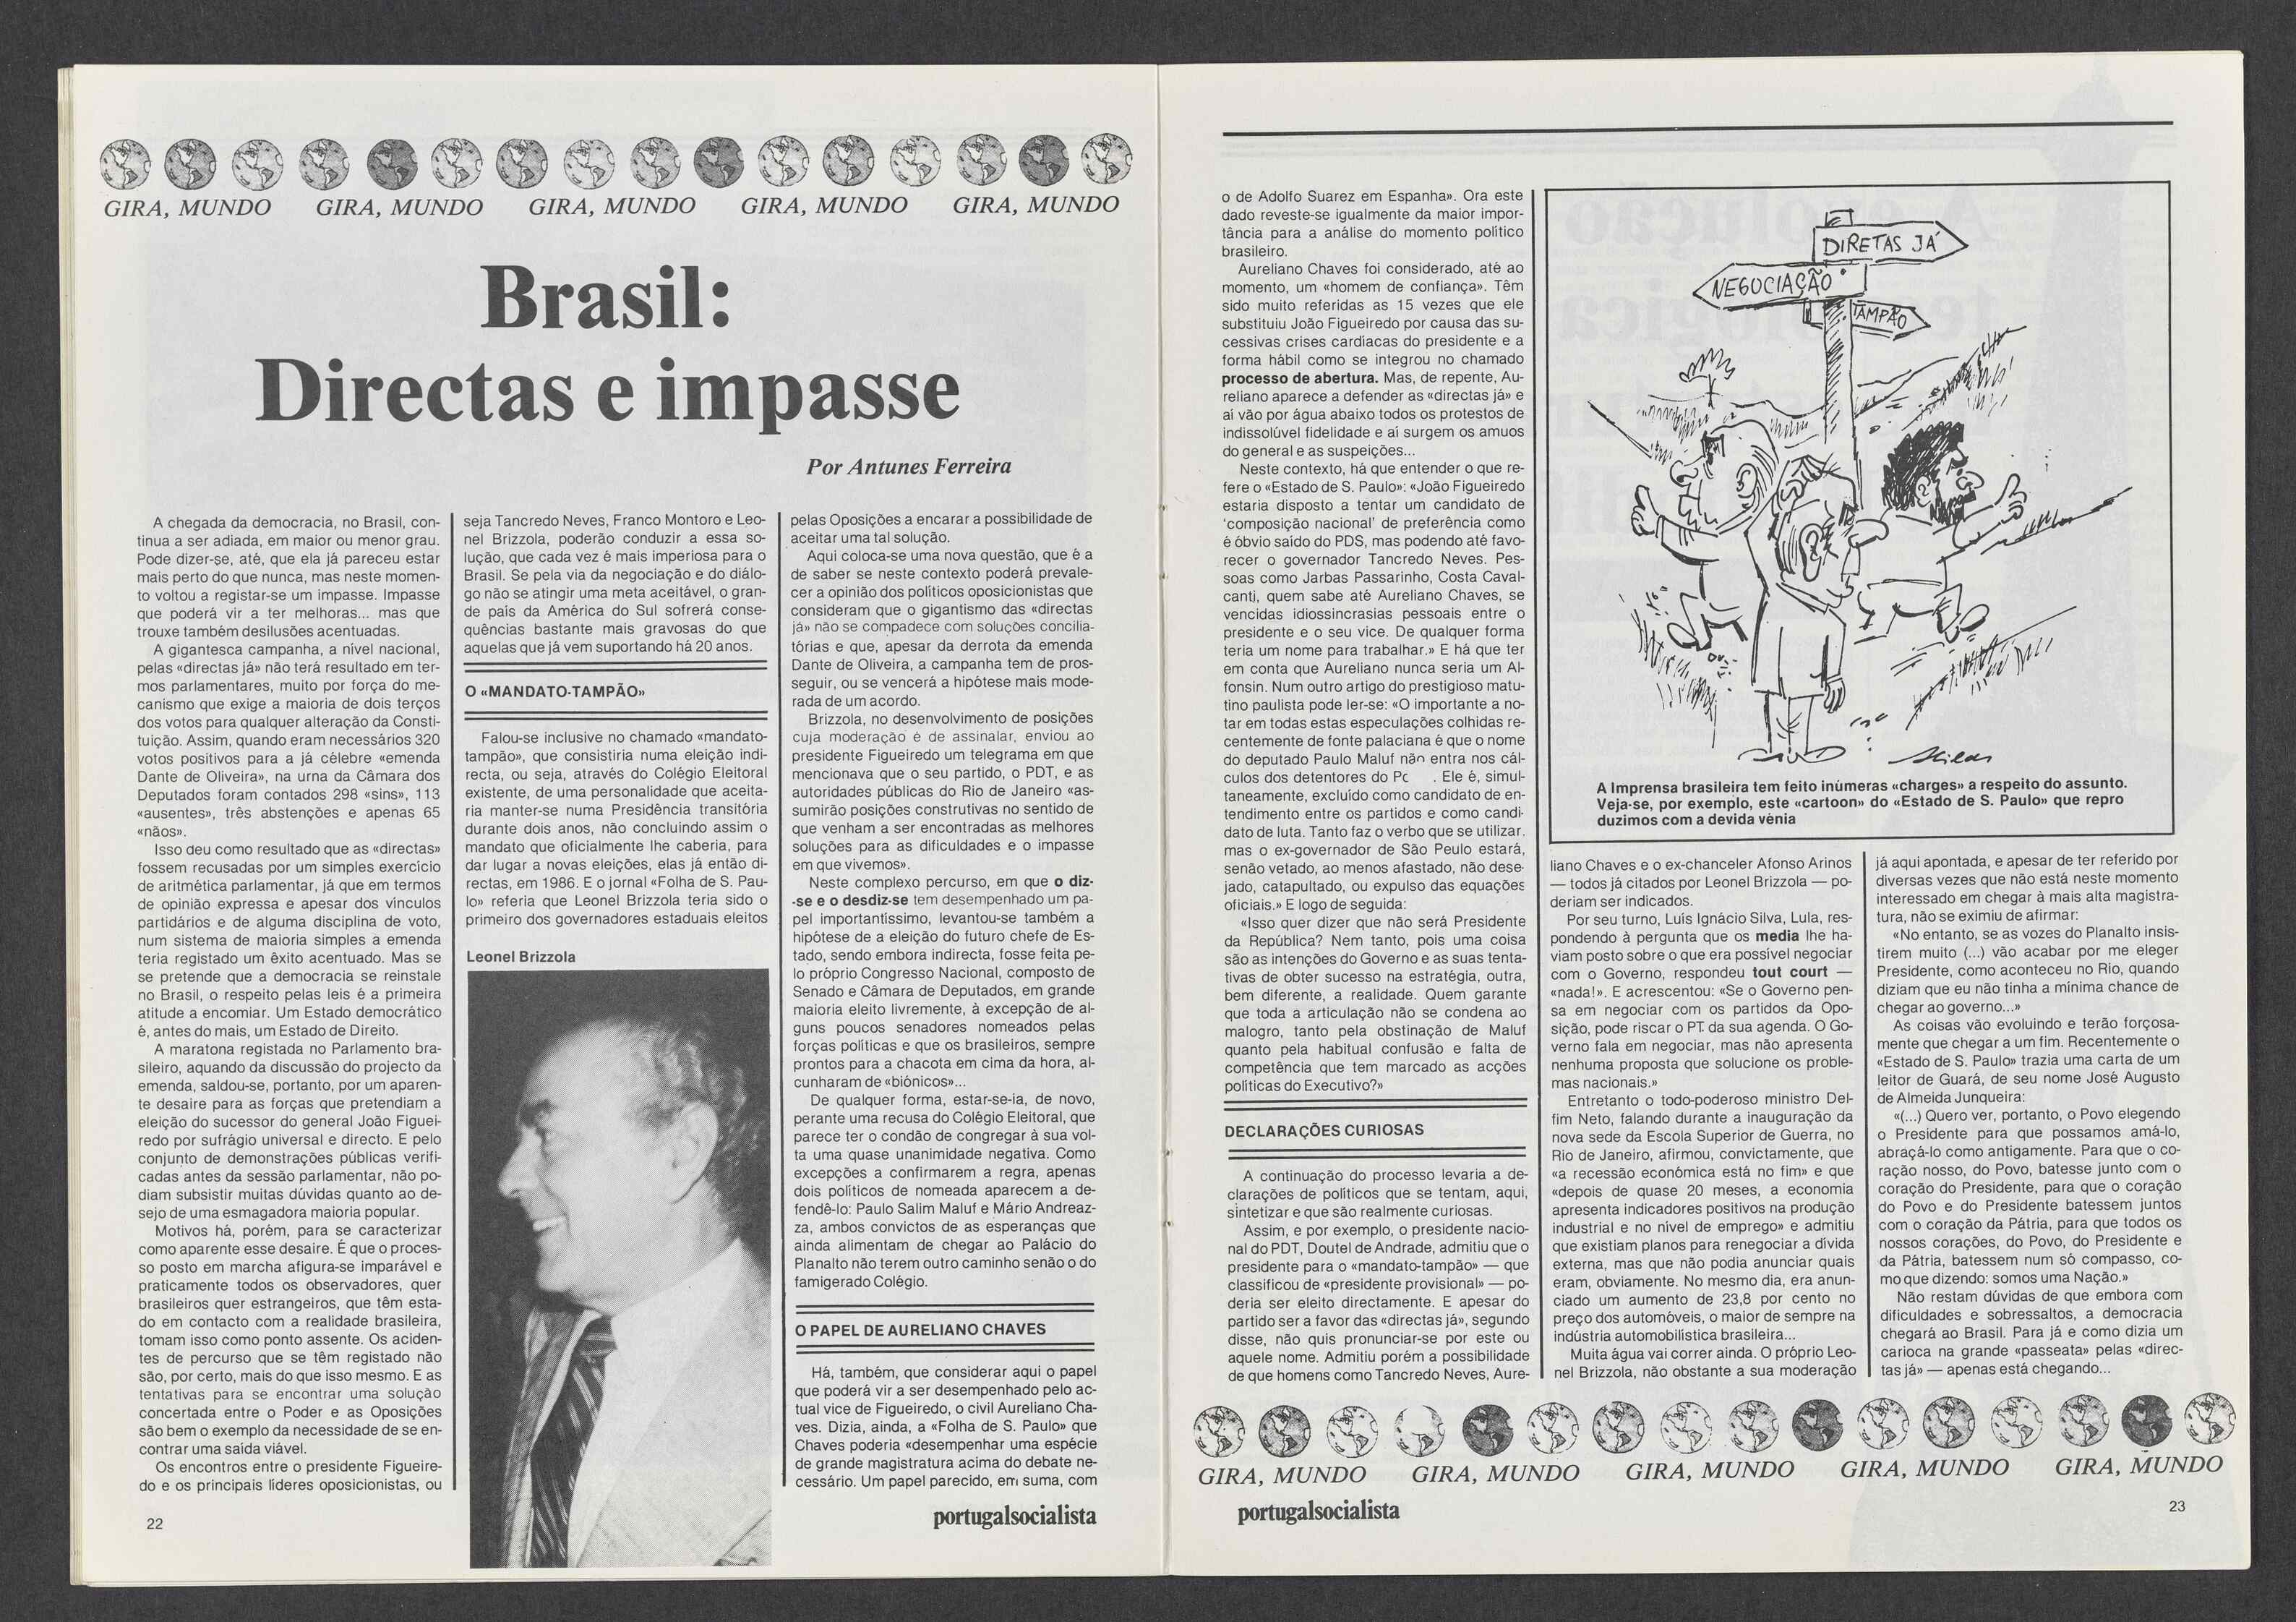 GIRA, MUNDO GIRA, MUNDO GIRA, MUNDO GIRA, MUNDO GIRA, MUNDO
Brasil:
Directas e impasse
Por Antunes Ferreira
A chegada da democracia, no Brasil, con-
tinua a ser adiada, em maior ou menor grau.
Pode dizer-se, até, que ela já pareceu estar
mais perto do que nunca, mas neste momen-
to voltou a registar-se um impasse. Impasse
que poderá vir a ter melhoras... mas que
trouxe também desilusões acentuadas.
A gigantesca campanha, a nível nacional,
pelas «directas já» não terá resultado em ter-
mos parlamentares, muito por força do me-
canismo que exige a maioria de dois terços
dos votos para qualquer alteração da Consti-
tuição. Assim, quando eram necessários 320
votos positivos para a já célebre «emenda
Dante de Oliveira», na urna da Câmara dos
Deputados foram contados 298 «sins», 113
«ausentes», três abstenções e apenas 65
«nãos».
Isso deu como resultado que as «directas»
fossem recusadas por um simples exercício
de aritmética parlamentar, já que em termos
de opinião expressa e apesar dos vínculos
partidários e de alguma disciplina de voto,
num sistema de maioria simples a emenda
teria registado um êxito acentuado. Mas se
se pretende que a democracia se reinstale
no Brasil, o respeito pelas leis é a primeira
atitude a encomiar. Um Estado democrático
é, antes do mais, um Estado de Direito.
A maratona registada no Parlamento bra-
sileiro, aquando da discussão do projecto da
emenda, saldou-se, portanto, por um aparen-
te desaire para as forças que pretendiam a
eleição do sucessor do general João Figuei-
redo por sufrágio universal e directo. E pelo
conjunto de demonstrações públicas verifi-
cadas antes da sessão parlamentar, não po-
diam subsistir muitas dúvidas quanto ao de-
sejo de uma esmagadora maioria popular.
Motivos há, porém, para se caracterizar
como aparente esse desaire. É que o proces-
so posto em marcha afigura-se imparável e
praticamente todos os observadores, quer
brasileiros quer estrangeiros, que têm esta-
do em contacto com a realidade brasileira,
tomam isso como ponto assente. Os aciden-
tes de percurso que se têm registado não
são, por certo, mais do que isso mesmo. E as
tentativas para se encontrar uma solução
concertada entre o Poder e as Oposições
são bem o exemplo da necessidade de se en-
contrar uma saída viável.
Os encontros entre o presidente Figueire-
do e os principais líderes oposicionistas, ou
seja Tancredo Neves, Franco Montoro e Leo-
nel Brizzola, poderão conduzir a essa so-
lução, que cada vez é mais imperiosa para o
Brasil. Se pela via da negociação e do diálo-
go não se atingir uma meta aceitável, o gran-
de país da América do Sul sofrerá conse-
quências bastante mais gravosas do que
aquelas que já vem suportando há 20 anos.
O «MANDATO-TAMPÃO»
Falou-se inclusive no chamado «mandato-
tampão», que consistiria numa eleição indi-
recta, ou seja, através do Colégio Eleitoral
existente, de uma personalidade que aceita-
ria manter-se numa Presidência transitória
durante dois anos, não concluindo assim o
mandato que oficialmente lhe caberia, para
dar lugar a novas eleições, elas já então di-
rectas, em 1986. E o jornal «Folha de S. Pau-
lo» referia que Leonel Brizzola teria sido o
primeiro dos governadores estaduais eleitos
Leonel Brizzola
pelas Oposições a encarar a possibilidade de
aceitar uma tal solução.
Aqui coloca-se uma nova questão, que é a
de saber se neste contexto poderá prevale-
cer a opinião dos políticos oposicionistas que
consideram que o gigantismo das «directas
já» não se compadece com soluções concilia-
tórias e que, apesar da derrota da emenda
Dante de Oliveira, a campanha tem de pros-
seguir, ou se vencerá a hipótese mais mode-
rada de um acordo.
Brizzola, no desenvolvimento de posições
cuja moderação é de assinalar, enviou ao
presidente Figueiredo um telegrama em que
mencionava que o seu partido, o PDT, e as
autoridades públicas do Rio de Janeiro «as-
sumirão posições construtivas no sentido de
que venham a ser encontradas as melhores
soluções para as dificuldades e o impasse
em que vivemos».
Neste complexo percurso, em que o diz-
-se e o desdiz-se tem desempenhado um pa-
pel importantíssimo, levantou-se também a
hipótese de a eleição do futuro chefe de Es-
tado, sendo embora indirecta, fosse feita pe-
lo próprio Congresso Nacional, composto de
Senado e Câmara de Deputados, em grande
maioria eleito livremente, à excepção de al-
guns poucos senadores nomeados pelas
forças políticas e que os brasileiros, sempre
prontos para a chacota em cima da hora, al-
cunharam de «biónicos»...
De qualquer forma, estar-se-ia, de novo,
perante uma recusa do Colégio Eleitoral, que
parece ter o condão de congregar à sua vol-
ta uma quase unanimidade negativa. Como
excepções a confirmarem a regra, apenas
dois políticos de nomeada aparecem a de-
fendê-lo: Paulo Salim Maluf e Mário Andreaz-
za, ambos convictos de as esperanças que
ainda alimentam de chegar ao Palácio do
Planalto não terem outro caminho senão o do
famigerado Colégio.
O PAPEL DE AURELIANO CHAVES
Há, também, que considerar aqui o papel
que poderá vir a ser desempenhado pelo ac-
tual vice de Figueiredo, o civil Aureliano Cha-
ves. Dizia, ainda, a «Folha de S. Paulo» que
Chaves poderia «desempenhar uma espécie
de grande magistratura acima do debate ne-
cessário. Um papel parecido, em suma, com
22
portugalsocialista
o de Adolfo Suarez em Espanha». Ora este
dado reveste-se igualmente da maior impor-
tância para a análise do momento político
brasileiro.
Aureliano Chaves foi considerado, até ao
momento, um «homem de confiança». Têm
sido muito referidas as 15 vezes que ele
substituiu João Figueiredo por causa das su-
cessivas crises cardíacas do presidente e a
forma hábil como se integrou no chamado
processo de abertura. Mas, de repente, Au-
reliano aparece a defender as «directas já» e
aí vão por água abaixo todos os protestos de
indissolúvel fidelidade e aí surgem os amuos
do general e as suspeições...
Neste contexto, há que entender o que re-
fere o «Estado de S. Paulo»: «João Figueiredo
estaria disposto a tentar um candidato de
‘composição nacional’ de preferência como
é óbvio saído do PDS, mas podendo até favo-
recer o governador Tancredo Neves. Pes-
soas como Jarbas Passarinho, Costa Caval-
canti, quem sabe até Aureliano Chaves, se
vencidas idiossincrasias pessoais entre o
presidente e o seu vice. De qualquer forma
teria um nome para trabalhar.» E há que ter
em conta que Aureliano nunca seria um Al-
fonsin. Num outro artigo do prestigioso matu-
tino paulista pode ler-se: «O importante a no-
tar em todas estas especulações colhidas re-
centemente de fonte palaciana é que o nome
do deputado Paulo Maluf não entra nos cál-
culos dos detentores do Pc . Ele é, simul-
taneamente, excluído como candidato de en-
tendimento entre os partidos e como candi-
dato de luta. Tanto faz o verbo que se utilizar,
mas o ex-governador de São Peulo estará,
senão vetado, ao menos afastado, não dese-
jado, catapultado, ou expulso das equações
oficiais.» E logo de seguida:
«Isso quer dizer que não será Presidente
da República? Nem tanto, pois uma coisa
são as intenções do Governo e as suas tenta-
tivas de obter sucesso na estratégia, outra,
bem diferente, a realidade. Quem garante
que toda a articulação não se condena ao
malogro, tanto pela obstinação de Maluf
quanto pela habitual confusão e falta de
competência que tem marcado as acções
políticas do Executivo?»
DECLARAÇÕES CURIOSAS
A continuação do processo levaria a de-
clarações de políticos que se tentam, aqui,
sintetizar e que são realmente curiosas.
Assim, e por exemplo, o presidente nacio-
nal do PDT, Doutel de Andrade, admitiu que o
presidente para o «mandato-tampão» — que
classificou de «presidente provisional» — po-
deria ser eleito directamente. E apesar do
partido ser a favor das «directas já», segundo
disse, não quis pronunciar-se por este ou
aquele nome. Admitiu porém a possibilidade
de que homens como Tancredo Neves, Aure-
DIRETAS JÁ
NEGOCIAÇÃO
TAMPÃO
A Imprensa brasileira tem feito inúmeras «charges» a respeito do assunto.
Veja-se, por exemplo, este «cartoon» do «Estado de S. Paulo» que repro
duzimos com a devida vénia
liano Chaves e o ex-chanceler Afonso Arinos
— todos já citados por Leonel Brizzola — po-
deriam ser indicados.
Por seu turno, Luís Ignácio Silva, Lula, res-
pondendo à pergunta que os media lhe ha-
viam posto sobre o que era possível negociar
com o Governo, respondeu tout court —
«nada!». E acrescentou: «Se o Governo pen-
sa em negociar com os partidos da Opo-
sição, pode riscar o PT da sua agenda. O Go-
verno fala em negociar, mas não apresenta
nenhuma proposta que solucione os proble-
mas nacionais.»
Entretanto o todo-poderoso ministro Del-
fim Neto, falando durante a inauguração da
nova sede da Escola Superior de Guerra, no
Rio de Janeiro, afirmou, convictamente, que
«a recessão económica está no fim» e que
«depois de quase 20 meses, a economia
apresenta indicadores positivos na produção
industrial e no nível de emprego» e admitiu
que existiam planos para renegociar a dívida
externa, mas que não podia anunciar quais
eram, obviamente. No mesmo dia, era anun-
ciado um aumento de 23,8 por cento no
preço dos automóveis, o maior de sempre na
indústria automobilística brasileira...
Muita água vai correr ainda. O próprio Leo-
nel Brizzola, não obstante a sua moderação
já aqui apontada, e apesar de ter referido por
diversas vezes que não está neste momento
interessado em chegar à mais alta magistra-
tura, não se eximiu de afirmar:
«No entanto, se as vozes do Planalto insis-
tirem muito (...) vão acabar por me eleger
Presidente, como aconteceu no Rio, quando
diziam que eu não tinha a mínima chance de
chegar ao governo...»
As coisas vão evoluindo e terão forçosa-
mente que chegar a um fim. Recentemente o
«Estado de S. Paulo» trazia uma carta de um
leitor de Guará, de seu nome José Augusto
de Almeida Junqueira:
«(...) Quero ver, portanto, o Povo elegendo
o Presidente para que possamos amá-lo,
abraçá-lo como antigamente. Para que o co-
ração nosso, do Povo, batesse junto com o
coração do Presidente, para que o coração
do Povo e do Presidente batessem juntos
com o coração da Pátria, para que todos os
nossos corações, do Povo, do Presidente e
da Pátria, batessem num só compasso, co-
mo que dizendo: somos uma Nação.»
Não restam dúvidas de que embora com
dificuldades e sobressaltos, a democracia
chegará ao Brasil. Para já e como dizia um
carioca na grande «passeata» pelas «direc-
tas já» — apenas está chegando...
GIRA, MUNDO GIRA, MUNDO GIRA, MUNDO GIRA, MUNDO GIRA, MUNDO
portugalsocialista
23